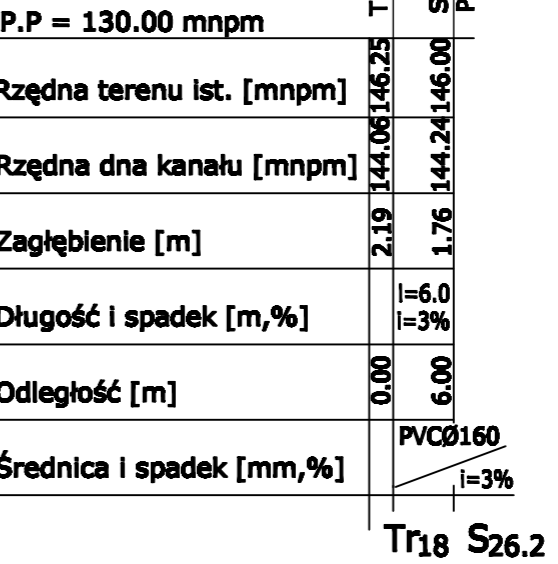 T S P
P.P = 130.00 mnpm
Rzędna terenu ist. [mnpm] 146.25 146.00
Rzędna dna kanału [mnpm] 144.06 144.24
Zagłębienie [m] 2.19 1.76
Długość i spadek [m,%] l=6.0
i=3%
Odległość [m] 0.00 6.00
PVCØ160
Średnica i spadek [mm,%] i=3%
Tr18 S26.2